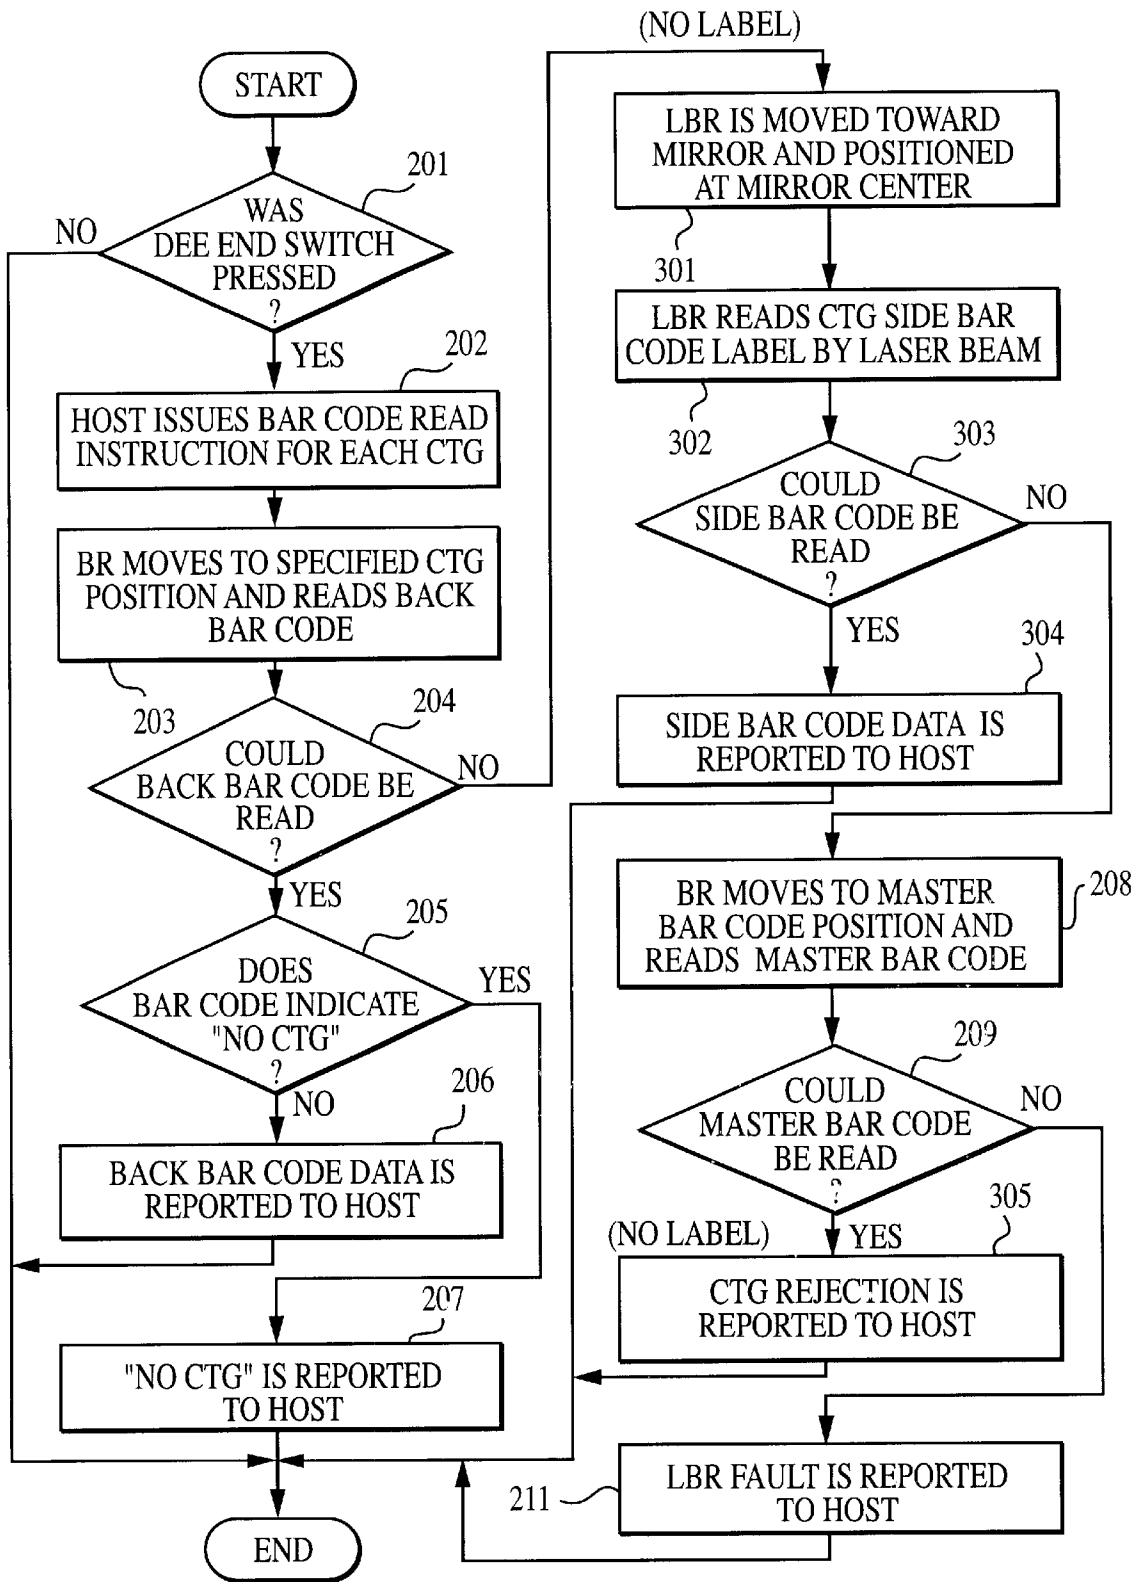 START
201
WAS
DEE END SWITCH
PRESSED
?
NO
YES
202
HOST ISSUES BAR CODE READ
INSTRUCTION FOR EACH CTG
BR MOVES TO SPECIFIED CTG
POSITION AND READS BACK
BAR CODE
203
204
COULD
BACK BAR CODE BE
READ
?
NO
YES
205
DOES
BAR CODE INDICATE
"NO CTG"
?
YES
NO
206
BACK BAR CODE DATA IS
REPORTED TO HOST
207
"NO CTG" IS REPORTED
TO HOST
END
(NO LABEL)
LBR IS MOVED TOWARD
MIRROR AND POSITIONED
AT MIRROR CENTER
301
LBR READS CTG SIDE BAR
CODE LABEL BY LASER BEAM
302
303
COULD
SIDE BAR CODE BE
READ
?
NO
YES
304
SIDE BAR CODE DATA IS
REPORTED TO HOST
BR MOVES TO MASTER
BAR CODE POSITION AND
READS MASTER BAR CODE
208
209
COULD
MASTER BAR CODE
BE READ
?
NO
(NO LABEL)
YES
305
CTG REJECTION IS
REPORTED TO HOST
LBR FAULT IS REPORTED
TO HOST
211